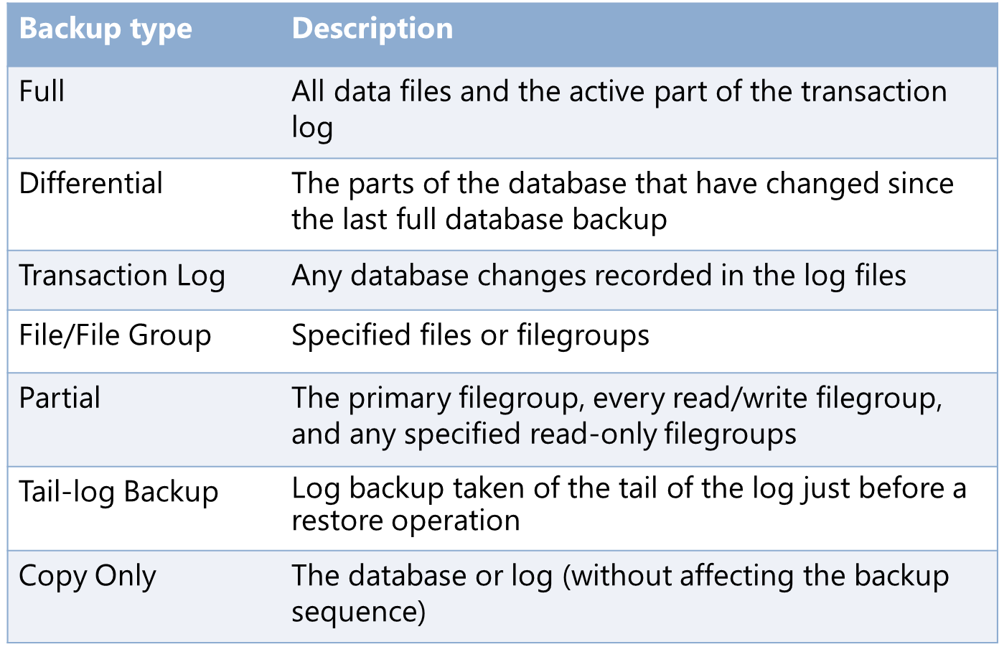 Backup type Description
Full All data files and the active part of the transaction
log
Differential The parts of the database that have changed since
the last full database backup
Transaction Log Any database changes recorded in the log files
File/File Group Specified files or filegroups
Partial The primary filegroup, every read/write filegroup,
and any specified read-only filegroups
Tail-log Backup Log backup taken of the tail of the log just before a
restore operation
Copy Only The database or log (without affecting the backup
sequence)